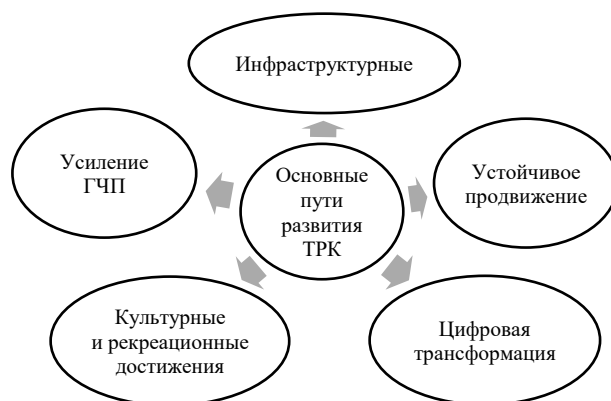 Инфраструктурные
Усиление
ГЧП
Основные
пути
развития
ТРК
Устойчивое
продвижение
Культурные
и рекреационные
достижения
Цифровая
трансформация